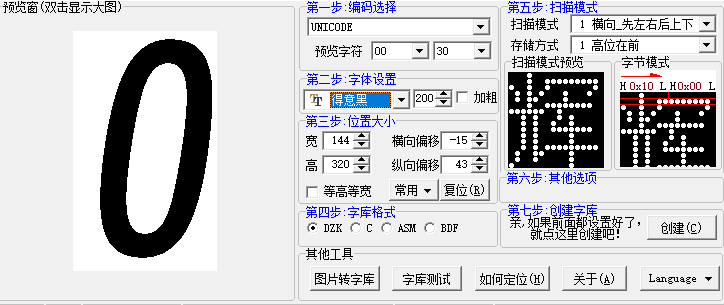 预览窗(双击显示大图)
0
第一步:编码选择
UNICODE
预览字符 00 30
第二步:字体设置
得意黑 200 加粗
第三步:位置大小
宽 144 横向偏移 -15
高 320 纵向偏移 43
等高等宽 常用 复位(R)
第四步:字库格式
DZK C ASM BDF
第五步:扫描模式
扫描模式 1 横向_先左右后上下
存储方式 1 高位在前
扫描模式预览 字节模式
H 0x10 L H 0x00 L
第六步:其他选项
第七步:创建字库
亲,如果前面都设置好了,
就点这里创建吧!
创建(C)
其他工具
图片转字库 字库测试 如何定位(H) 关于(A) Language